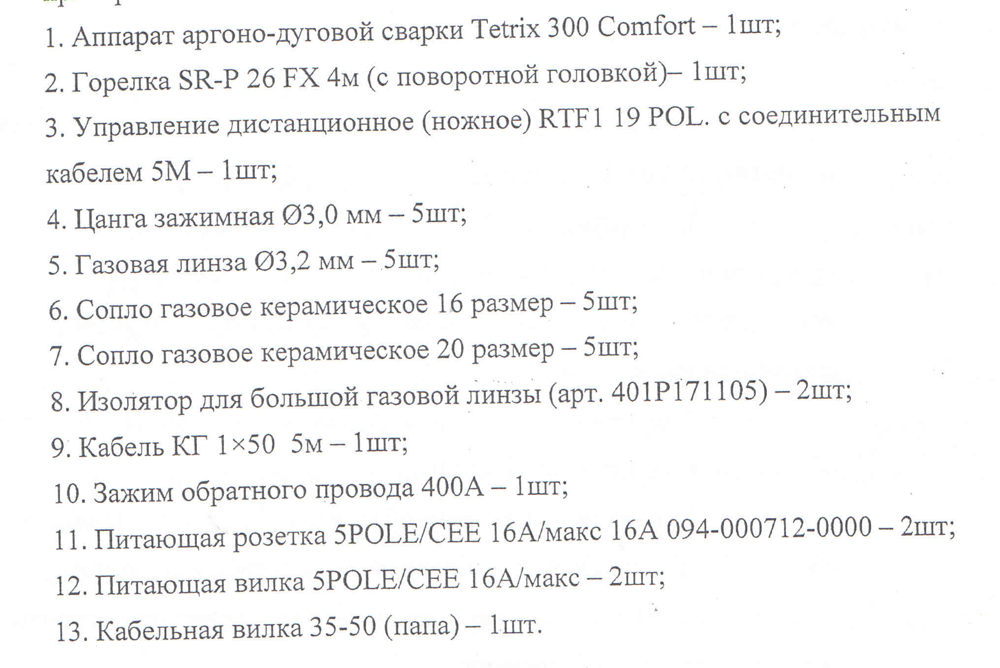 1. Аппарат аргоно-дуговой сварки Tetrix 300 Comfort – 1шт;
2. Горелка SR-P 26 FX 4м (с поворотной головкой)– 1шт;
3. Управление дистанционное (ножное) RTF1 19 POL. с соединительным
кабелем 5М – 1шт;
4. Цанга зажимная Ø3,0 мм – 5шт;
5. Газовая линза Ø3,2 мм – 5шт;
6. Сопло газовое керамическое 16 размер – 5шт;
7. Сопло газовое керамическое 20 размер – 5шт;
8. Изолятор для большой газовой линзы (арт. 401P171105) – 2шт;
9. Кабель КГ 1×50 5м – 1шт;
10. Зажим обратного провода 400А – 1шт;
11. Питающая розетка 5POLE/CEE 16А/макс 16А 094-000712-0000 – 2шт;
12. Питающая вилка 5POLE/CEE 16А/макс – 2шт;
13. Кабельная вилка 35-50 (папа) – 1шт.